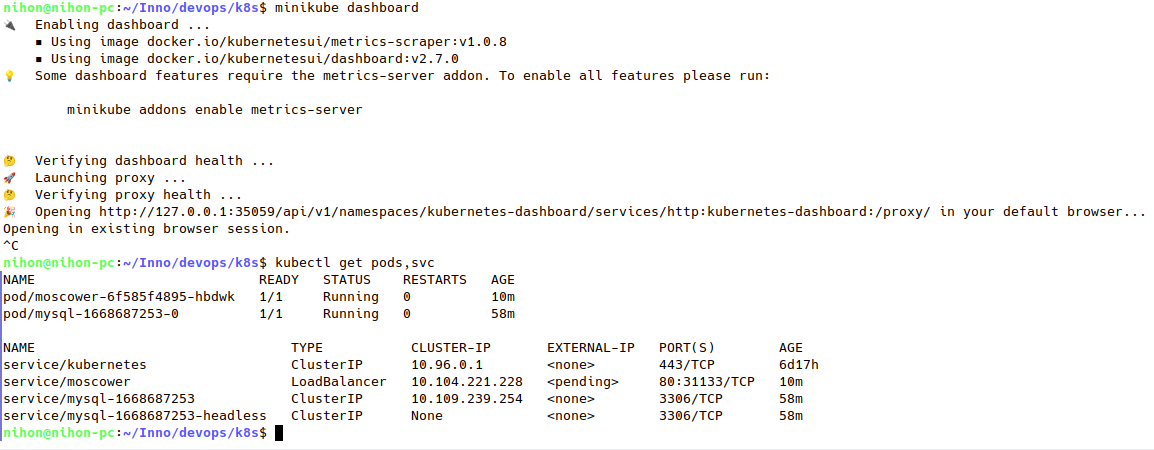 nihon@nihon-pc:~/Inno/devops/k8s$ minikube dashboard
🔌  Enabling dashboard ...
    ▪ Using image docker.io/kubernetesui/metrics-scraper:v1.0.8
    ▪ Using image docker.io/kubernetesui/dashboard:v2.7.0
💡  Some dashboard features require the metrics-server addon. To enable all features please run:
        minikube addons enable metrics-server
🤔  Verifying dashboard health ...
🚀  Launching proxy ...
🤔  Verifying proxy health ...
🎉  Opening http://127.0.0.1:35059/api/v1/namespaces/kubernetes-dashboard/services/http:kubernetes-dashboard:/proxy/ in your default browser...
Opening in existing browser session.
^C
nihon@nihon-pc:~/Inno/devops/k8s$ kubectl get pods,svc
NAME                            READY   STATUS    RESTARTS   AGE
pod/moscower-6f585f4895-hbdwk   1/1     Running   0          10m
pod/mysql-1668687253-0          1/1     Running   0          58m
NAME                                TYPE           CLUSTER-IP       EXTERNAL-IP   PORT(S)        AGE
service/kubernetes                  ClusterIP      10.96.0.1        <none>        443/TCP        6d17h
service/moscower                    LoadBalancer   10.104.221.228   <pending>     80:31133/TCP   10m
service/mysql-1668687253            ClusterIP      10.109.239.254   <none>        3306/TCP       58m
service/mysql-1668687253-headless   ClusterIP      None             <none>        3306/TCP       58m
nihon@nihon-pc:~/Inno/devops/k8s$